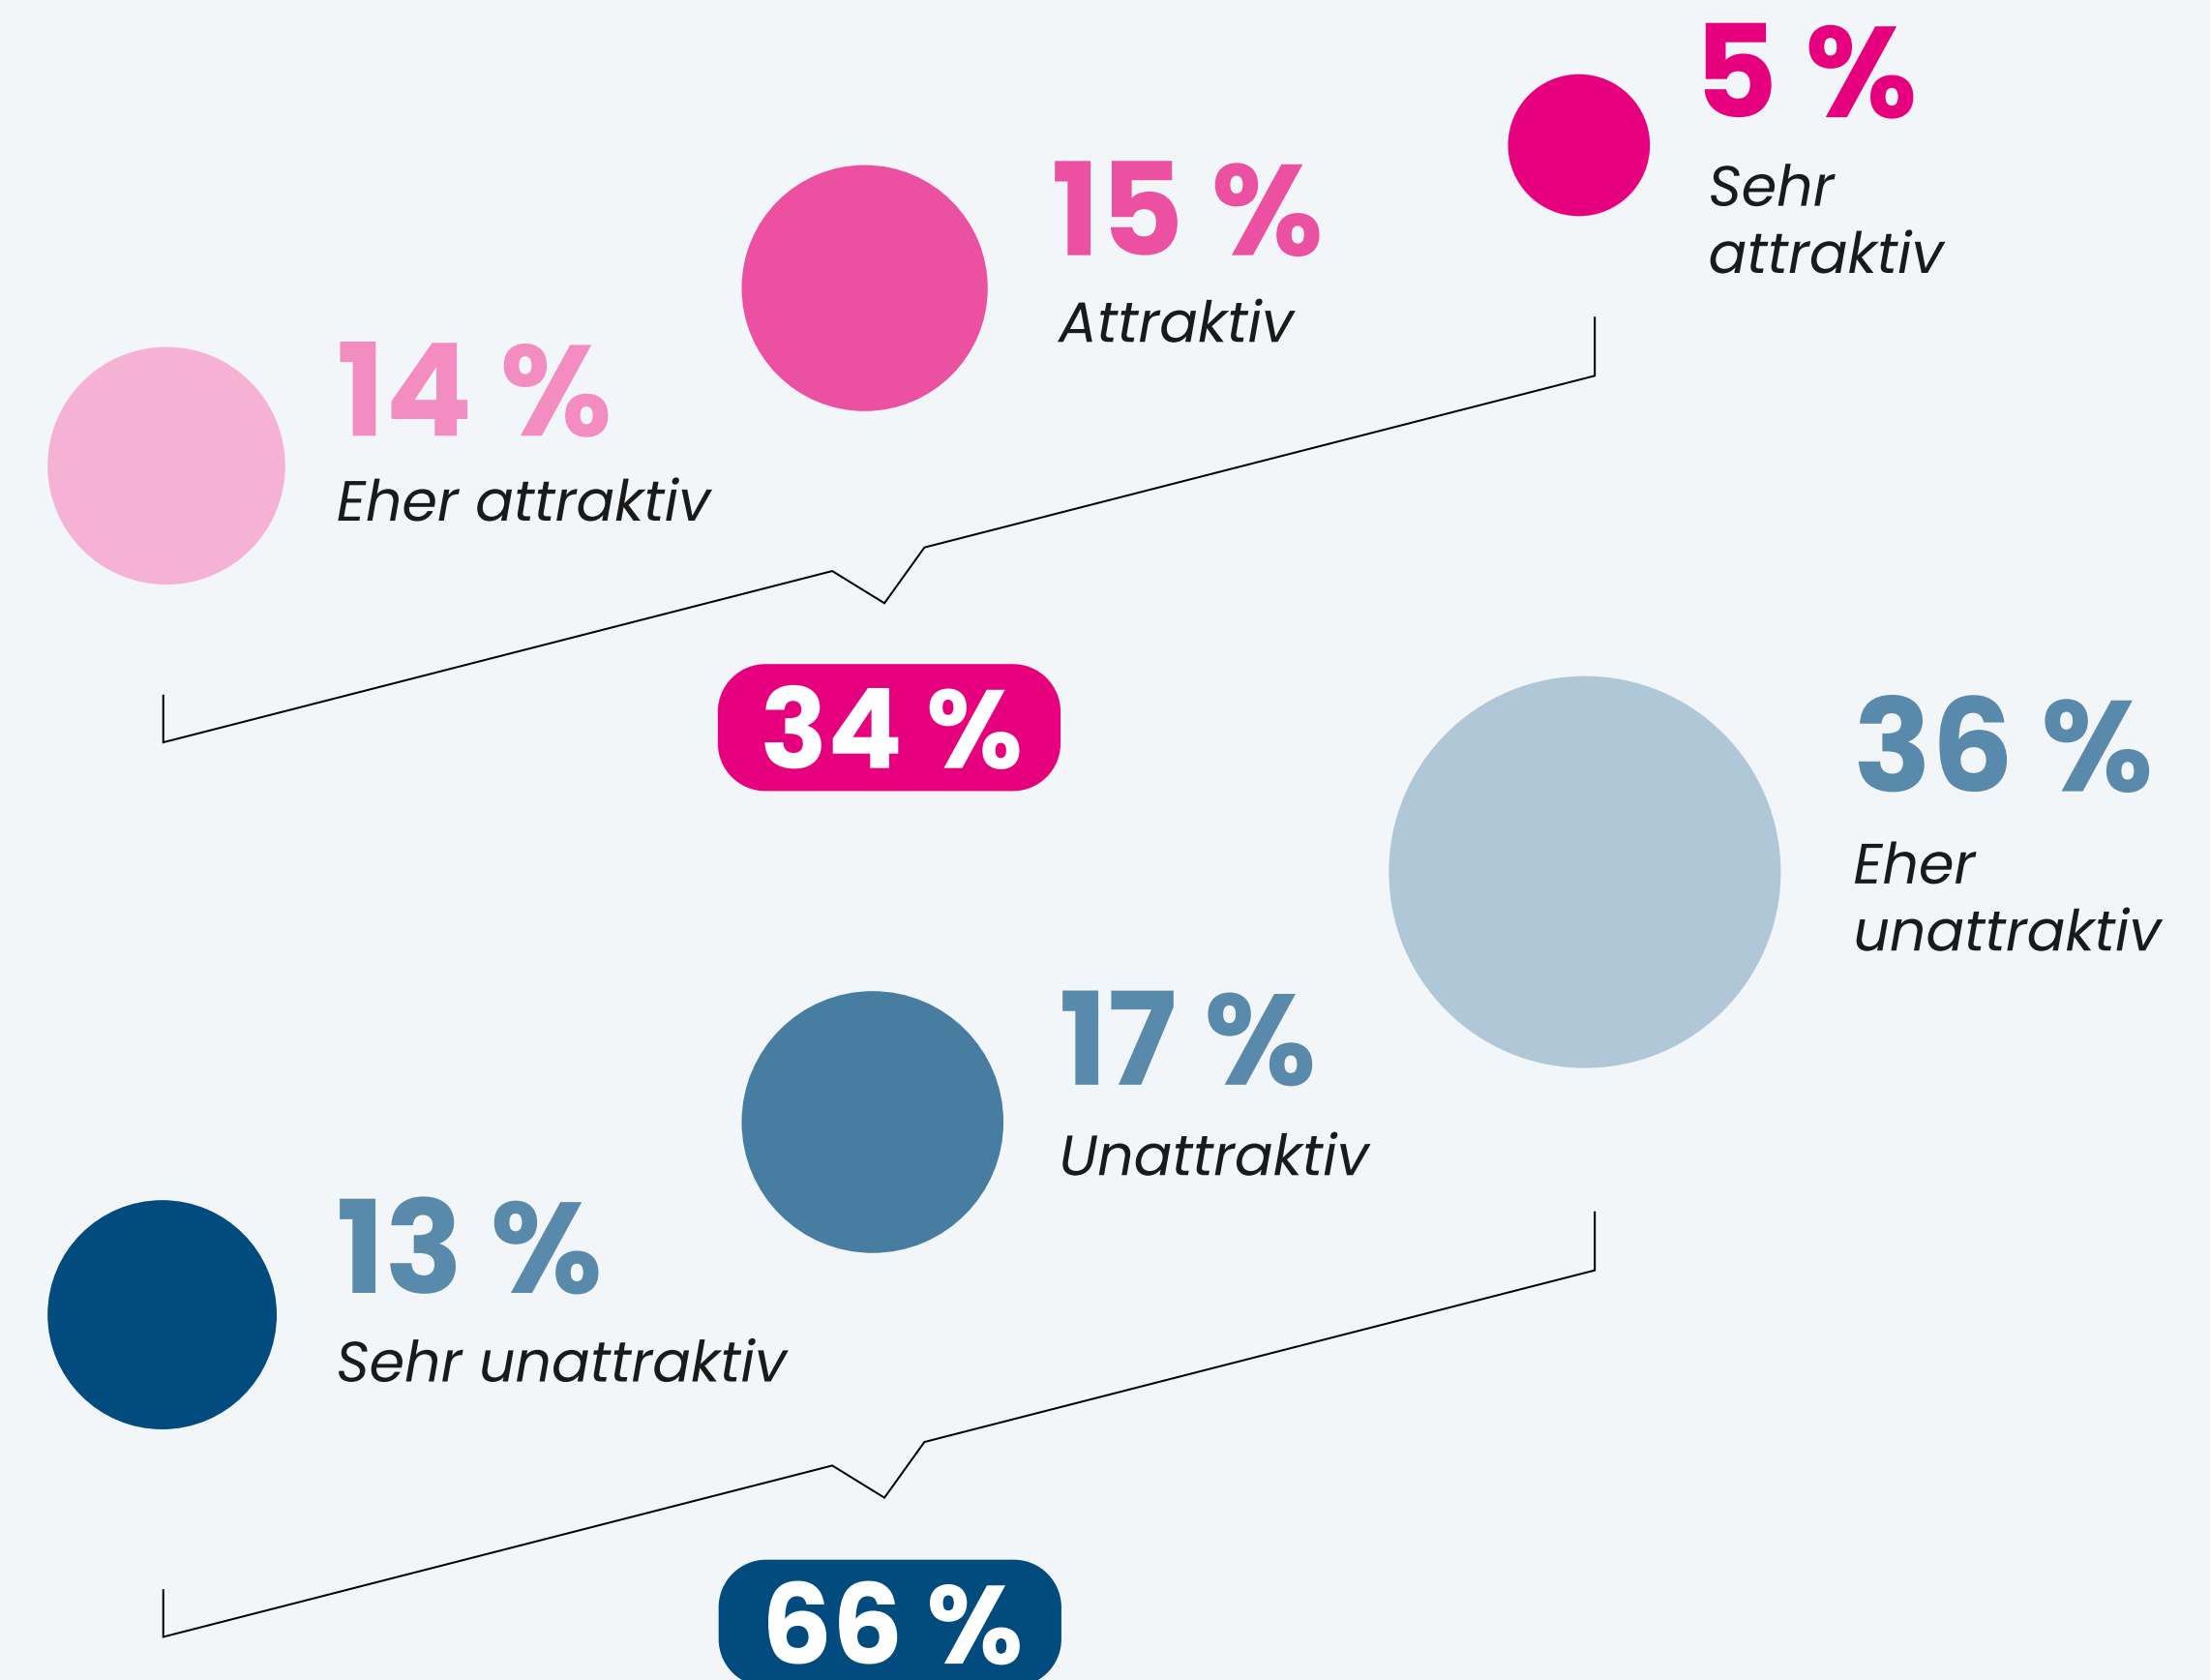 5 %
Sehr
attraktiv
15 %
Attraktiv
14 %
Eher attraktiv
34 %
36 %
Eher
unattraktiv
17 %
Unattraktiv
13 %
Sehr unattraktiv
66 %